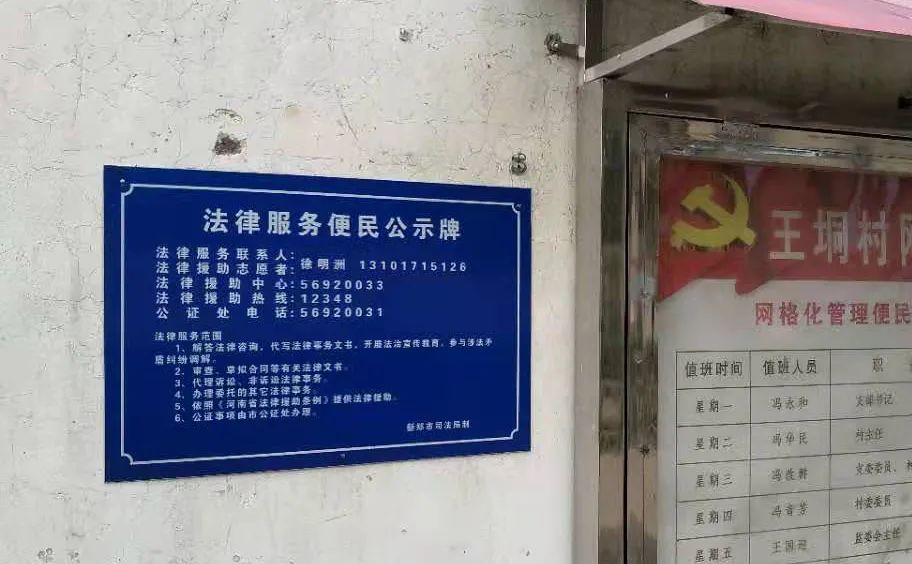 法律服务便民公示牌
法律服务联系人:
法律援助志愿者:徐明洲 13101715126
法律援助中心:56920033
法律援助热线:12348
公证处电话:56920031
法律服务范围
1、解答法律咨询、代写法律事务文书、开展法治宣传教育、参与涉法矛
盾纠纷调解。
2、审查、草拟合同等有关法律文书。
3、代理诉讼、非诉讼法律事务。
4、办理委托的其它法律事务。
5、依照《河南省法律援助条例》提供法律援助。
6、公证事项由市公证处办理。
新郑市司法局制
王垌村网
网格化管理便民
值班时间 值班人员 职
星期一 冯永和 支部书记
星期二 冯华民 村主任
星期三 支委委员、
星期四 冯音芳 村委委员
星期五 监委会主任